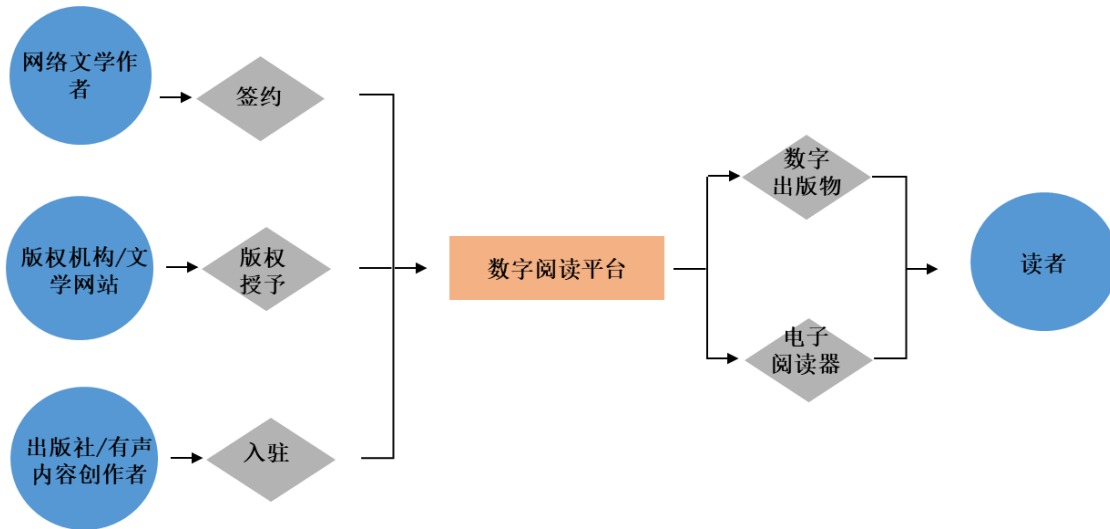 网络文学作
者
签约
版权机构/文
学网站
版权
授予
出版社/有声
内容创作者
入驻
数字阅读平台
数字
出版物
电子
阅读器
读者